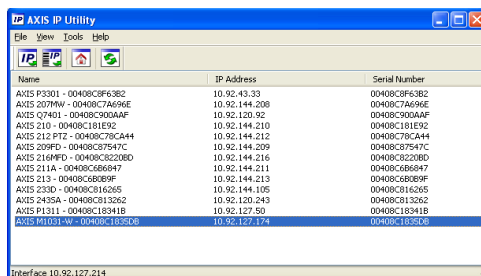 AXIS IP Utility
File View Tools Help
IP IP
Name IP Address Serial Number
AXIS P3301 - 00408C8F63B2 10.92.43.33 00408C8F63B2
AXIS 207MW - 00408C7A696E 10.92.144.208 00408C7A696E
AXIS Q7401 - 00408C900AAF 10.92.120.92 00408C900AAF
AXIS 210 - 00408C181E92 10.92.144.210 00408C181E92
AXIS 212 PTZ - 00408C78CA44 10.92.144.212 00408C78CA44
AXIS 209FD - 00408C87547C 10.92.144.209 00408C87547C
AXIS 216MFD - 00408C8220BD 10.92.144.216 00408C8220BD
AXIS 211A - 00408C6B6847 10.92.144.211 00408C6B6847
AXIS 213 - 00408C6B0B9F 10.92.144.213 00408C6B0B9F
AXIS 233D - 00408C816265 10.92.144.105 00408C816265
AXIS 243SA - 00408C813262 10.92.120.243 00408C813262
AXIS P1311 - 00408C18341B 10.92.127.50 00408C18341B
AXIS M1031-W - 00408C1835DB 10.92.127.174 00408C1835DB
Interface 10.92.127.214